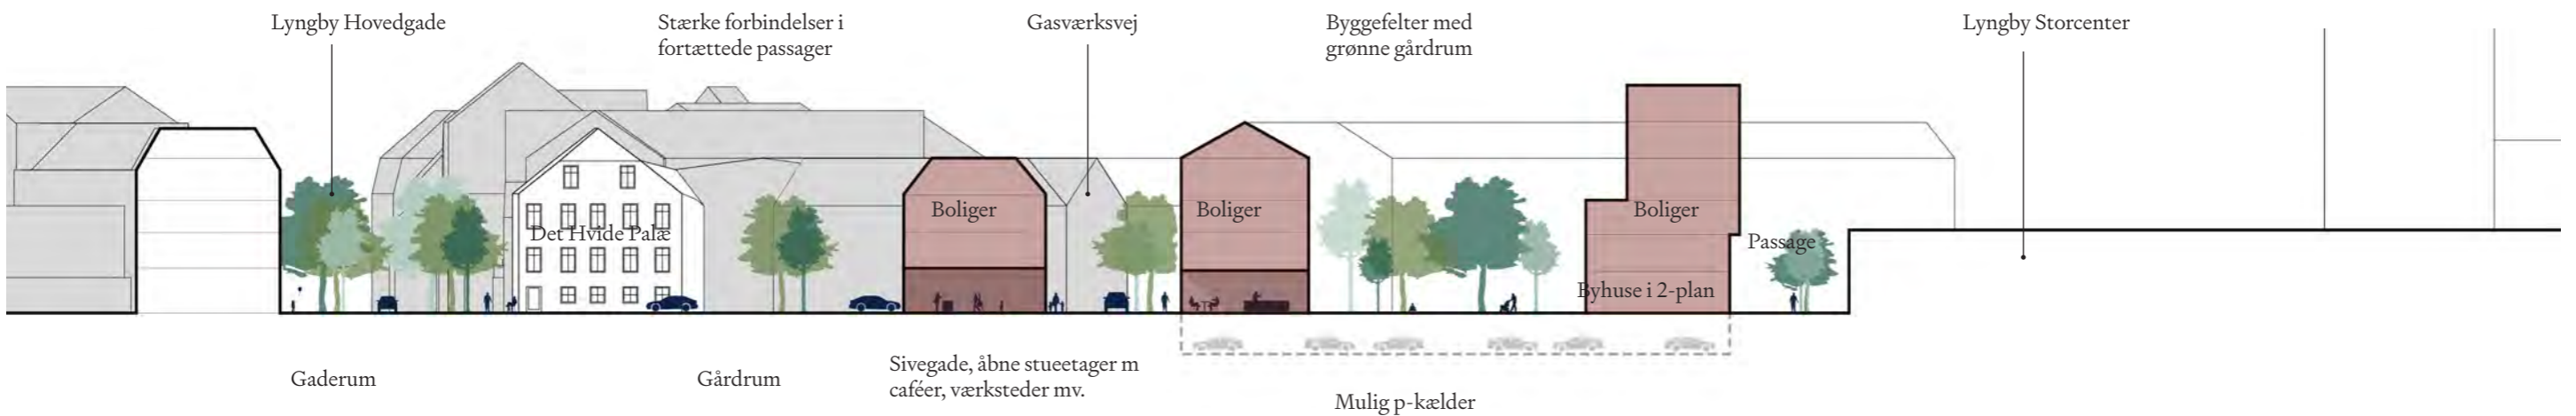 Lyngby Hovedgade
Stærke forbindelser i
fortættede passager
Gasværksvej
Byggefelter med
grønne gårdrum
Lyngby Storcenter
Boliger
Boliger
Boliger
Det Hvide Palæ
Passage
Byhuse i 2-plan
Gaderum
Gårdrum
Sivegade, åbne stueetager m
caféer, værksteder mv.
Mulig p-kælder